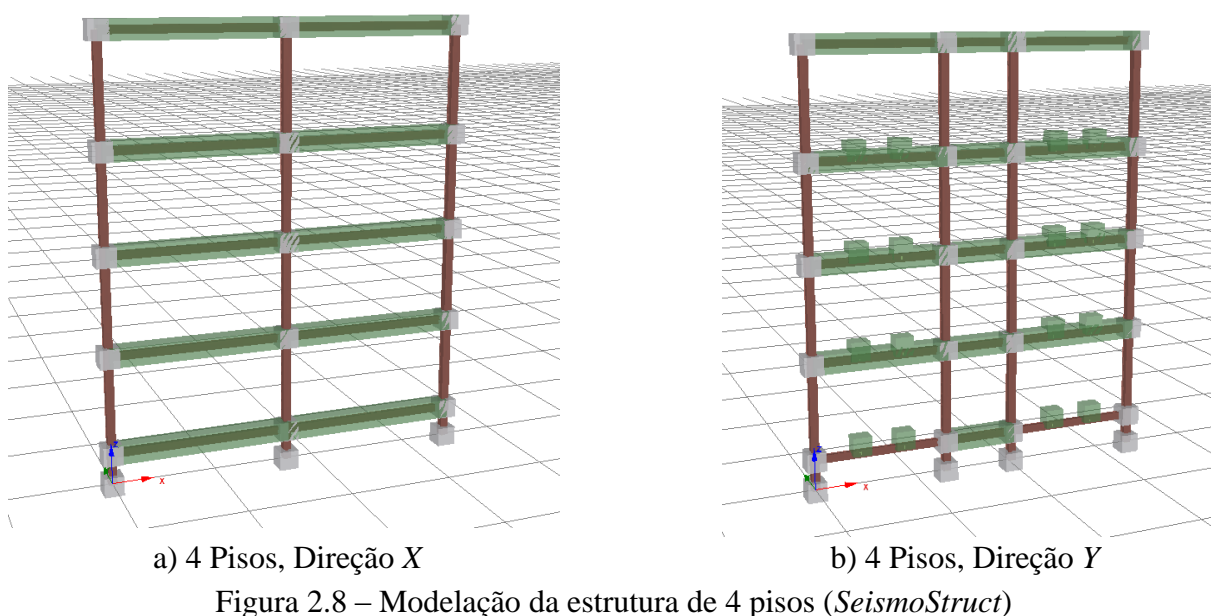 z
x
z
x
a) 4 Pisos, Direção X
b) 4 Pisos, Direção Y
Figura 2.8 – Modelação da estrutura de 4 pisos (SeismoStruct)